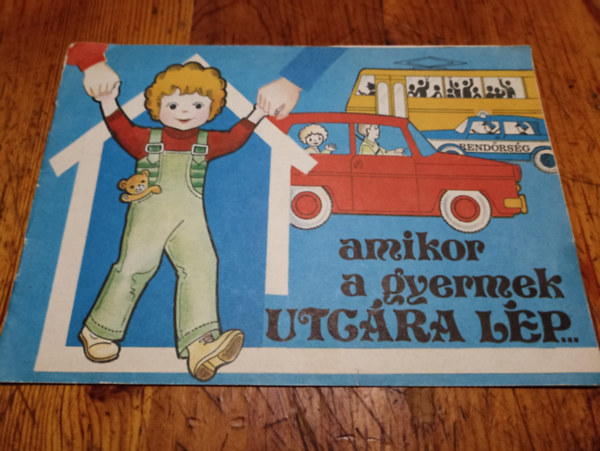 RENDŐRSÉG
amikor
a gyermek
UTCÁRA LÉP...